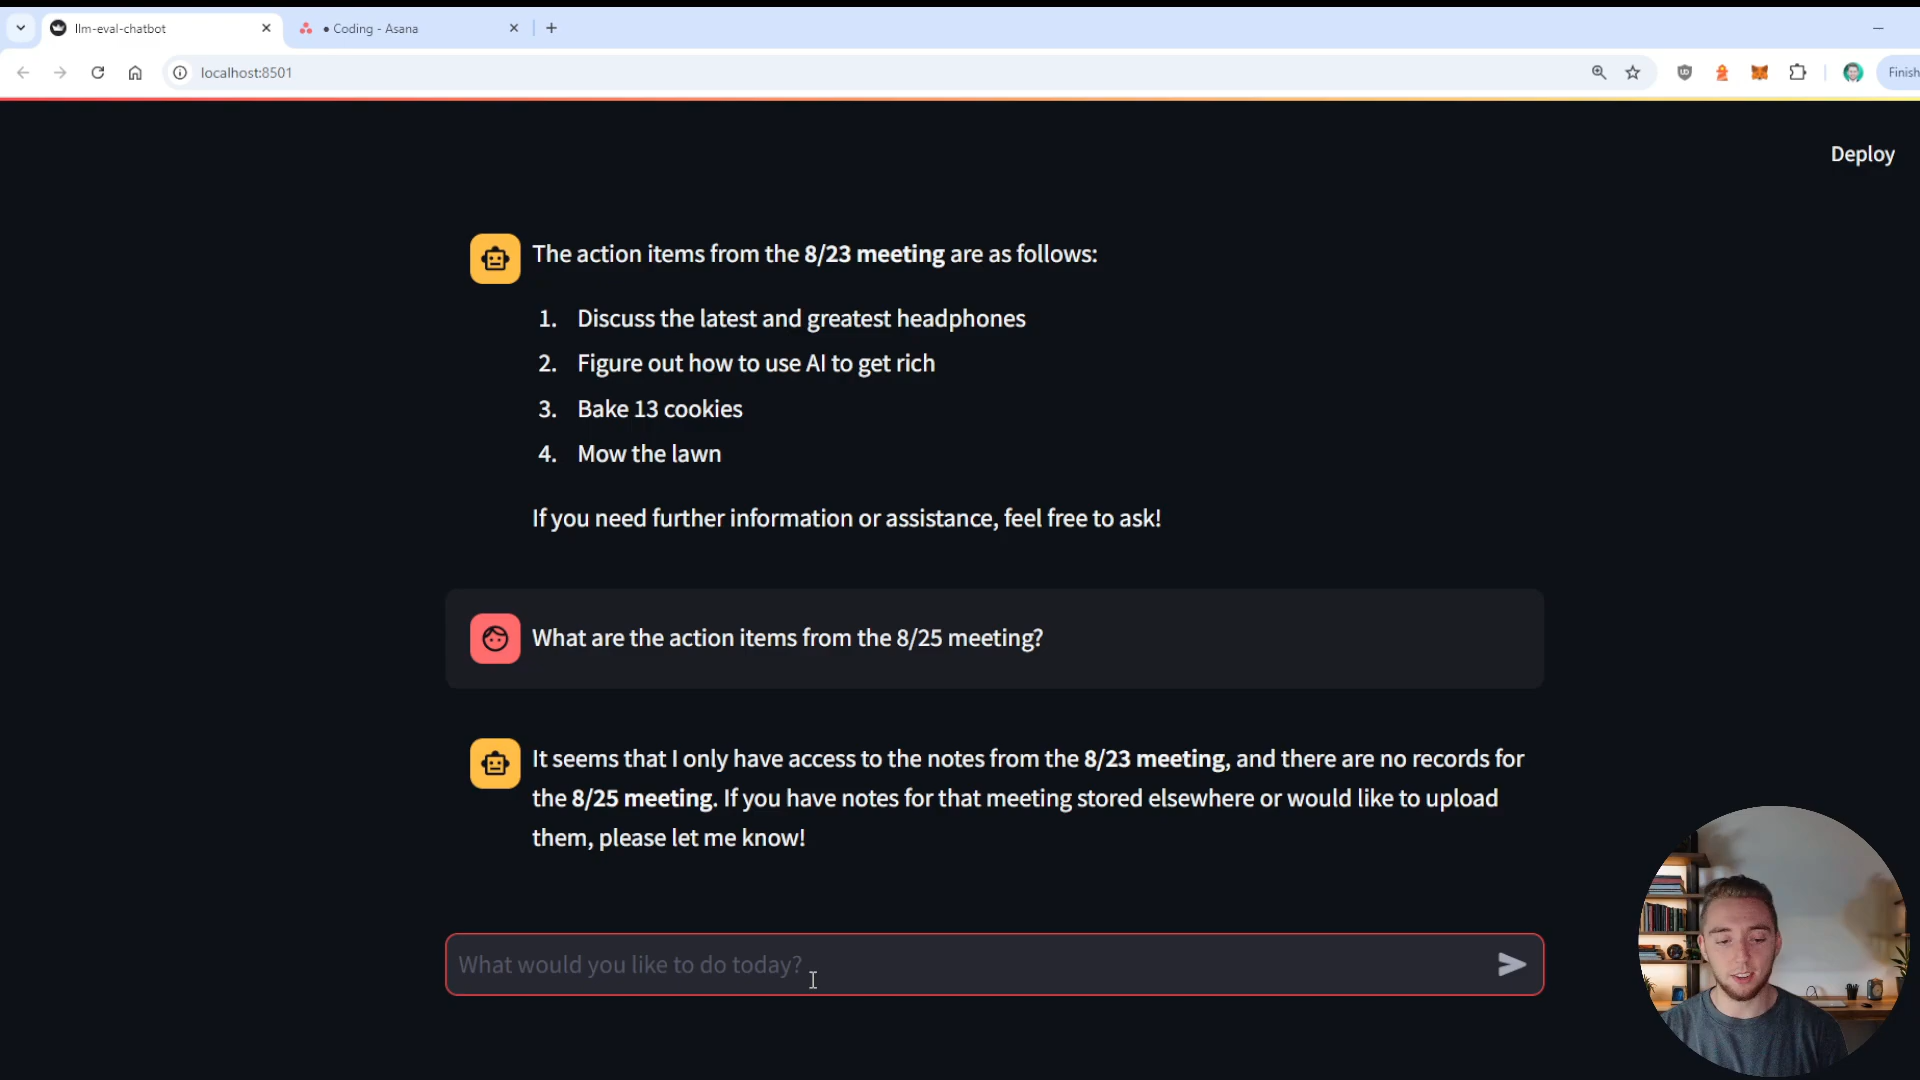 llm-eval-chatbot
• Coding - Asana
localhost:8501
Finish
Deploy
The action items from the 8/23 meeting are as follows:
1. Discuss the latest and greatest headphones
2. Figure out how to use AI to get rich
3. Bake 13 cookies
4. Mow the lawn
If you need further information or assistance, feel free to ask!
What are the action items from the 8/25 meeting?
It seems that I only have access to the notes from the 8/23 meeting, and there are no records for
the 8/25 meeting. If you have notes for that meeting stored elsewhere or would like to upload
them, please let me know!
What would you like to do today?